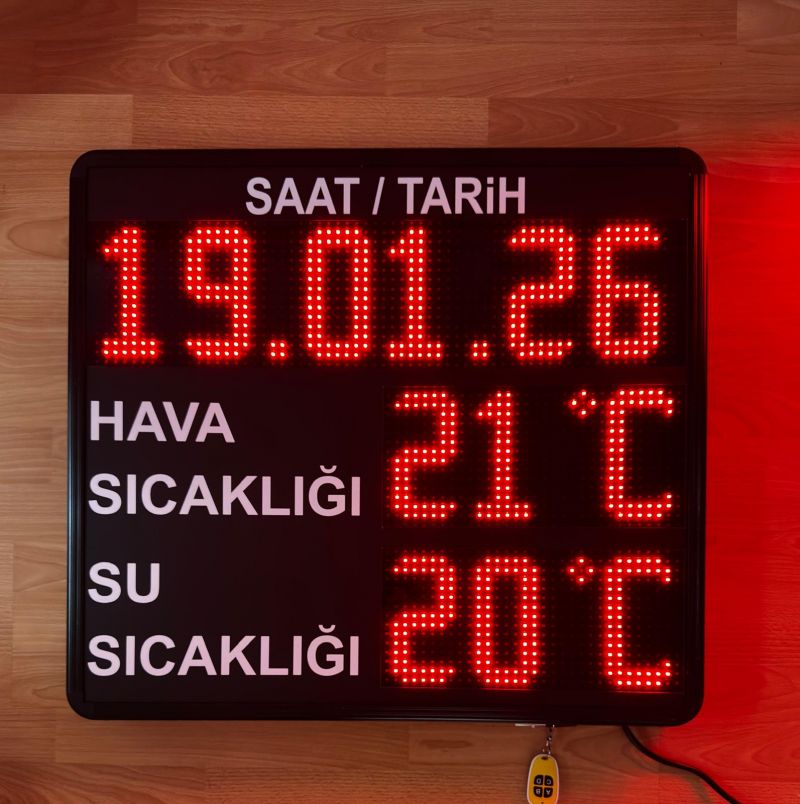 SAAT / TARiH
19.01.26
HAVA
SICAKLIĞI
21 °C
SU
SICAKLIĞI
20 °C
A B
C D